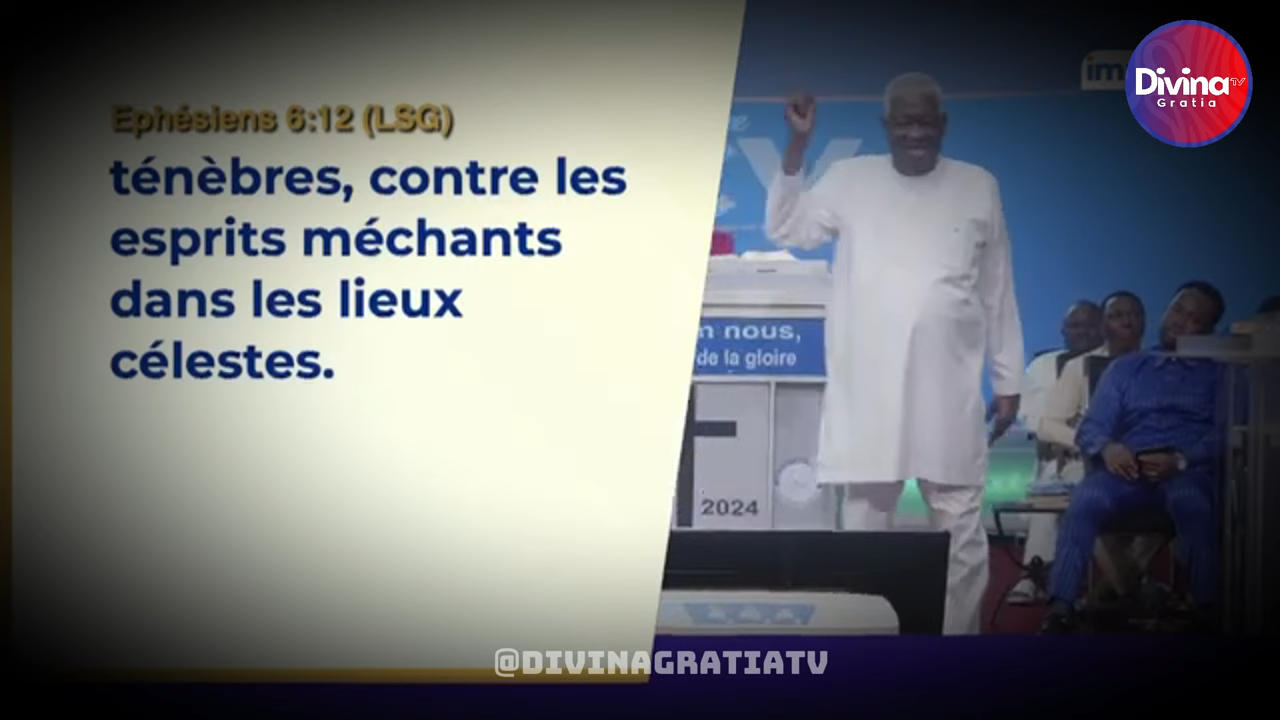 Ephésiens 6:12 (LSG)
ténèbres, contre les
esprits méchants
dans les lieux
célestes.
im
Divina TV
Gratia
nous,
de la gloire
2024
@DIVINAGRATIATV